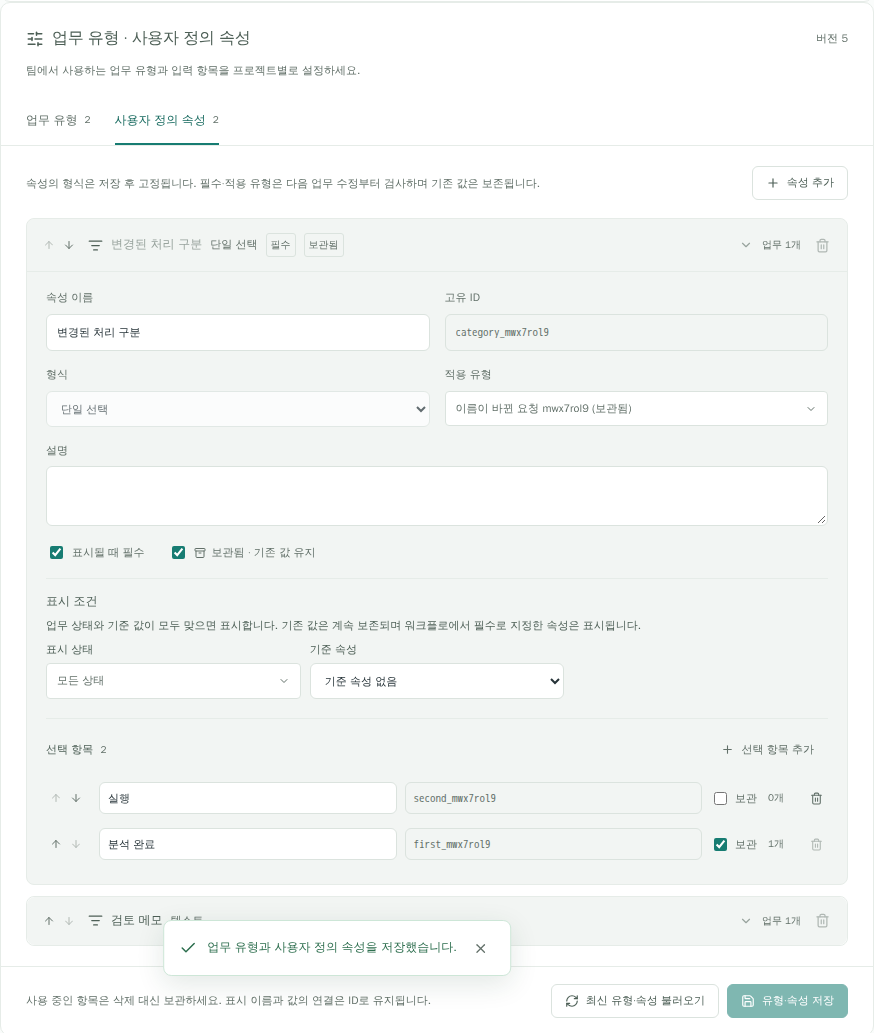 업무 유형 · 사용자 정의 속성
버전 5
팀에서 사용하는 업무 유형과 입력 항목을 프로젝트별로 설정하세요.
업무 유형 2 사용자 정의 속성 2
속성의 형식은 저장 후 고정됩니다. 필수·적용 유형은 다음 업무 수정부터 검사하며 기존 값은 보존됩니다.
속성 추가
변경된 처리 구분 단일 선택 필수 보관됨 업무 1개
속성 이름
고유 ID
변경된 처리 구분
category_mwx7rol9
형식
적용 유형
단일 선택
이름이 바뀐 요청 mwx7rol9 (보관됨)
설명
표시될 때 필수 보관됨 · 기존 값 유지
표시 조건
업무 상태와 기준 값이 모두 맞으면 표시합니다. 기존 값은 계속 보존되며 워크플로에서 필수로 지정한 속성은 표시됩니다.
표시 상태
기준 속성
모든 상태
기준 속성 없음
선택 항목 2
선택 항목 추가
실행 second_mwx7rol9 보관 0개
분석 완료 first_mwx7rol9 보관 1개
검토 메모 업무 1개
업무 유형과 사용자 정의 속성을 저장했습니다.
사용 중인 항목은 삭제 대신 보관하세요. 표시 이름과 값의 연결은 ID로 유지됩니다.
최신 유형·속성 불러오기
유형·속성 저장